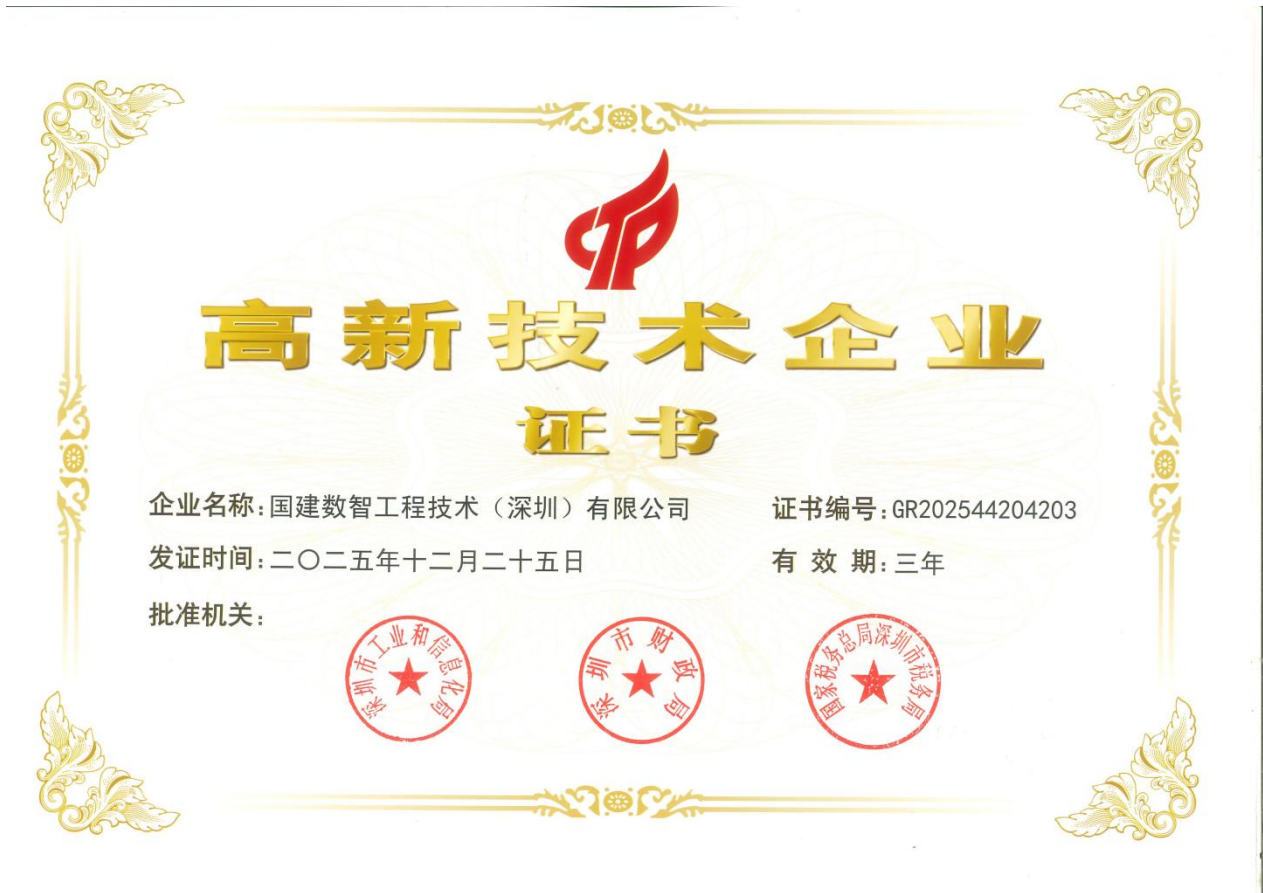 高新技术企业
证书
企业名称：国建数智工程技术（深圳）有限公司
证书编号：GR202544204203
发证时间：二〇二五年十二月二十五日
有 效 期：三年
批准机关：
深圳市工业和信息化局
深圳市财政局
国家税务总局深圳市税务局